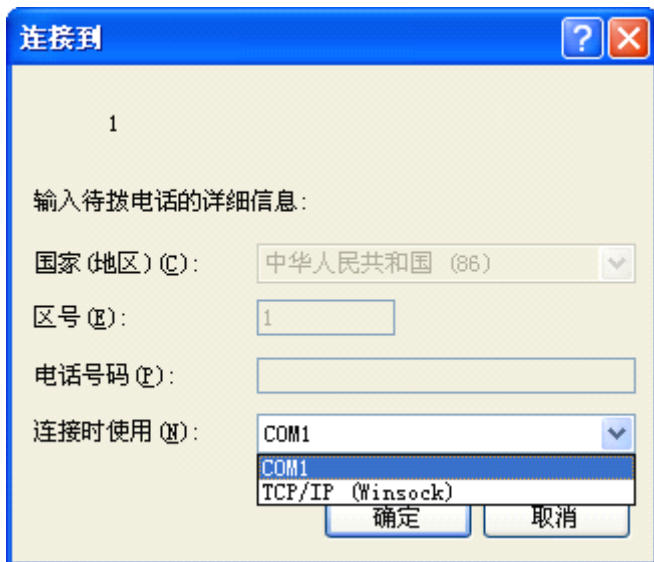 连接到
1
输入待拨电话的详细信息:
国家(地区)(C): 中华人民共和国 (86)
区号(E): 1
电话号码(P):
连接时使用(N): COM1
COM1
TCP/IP (Winsock)
确定 取消